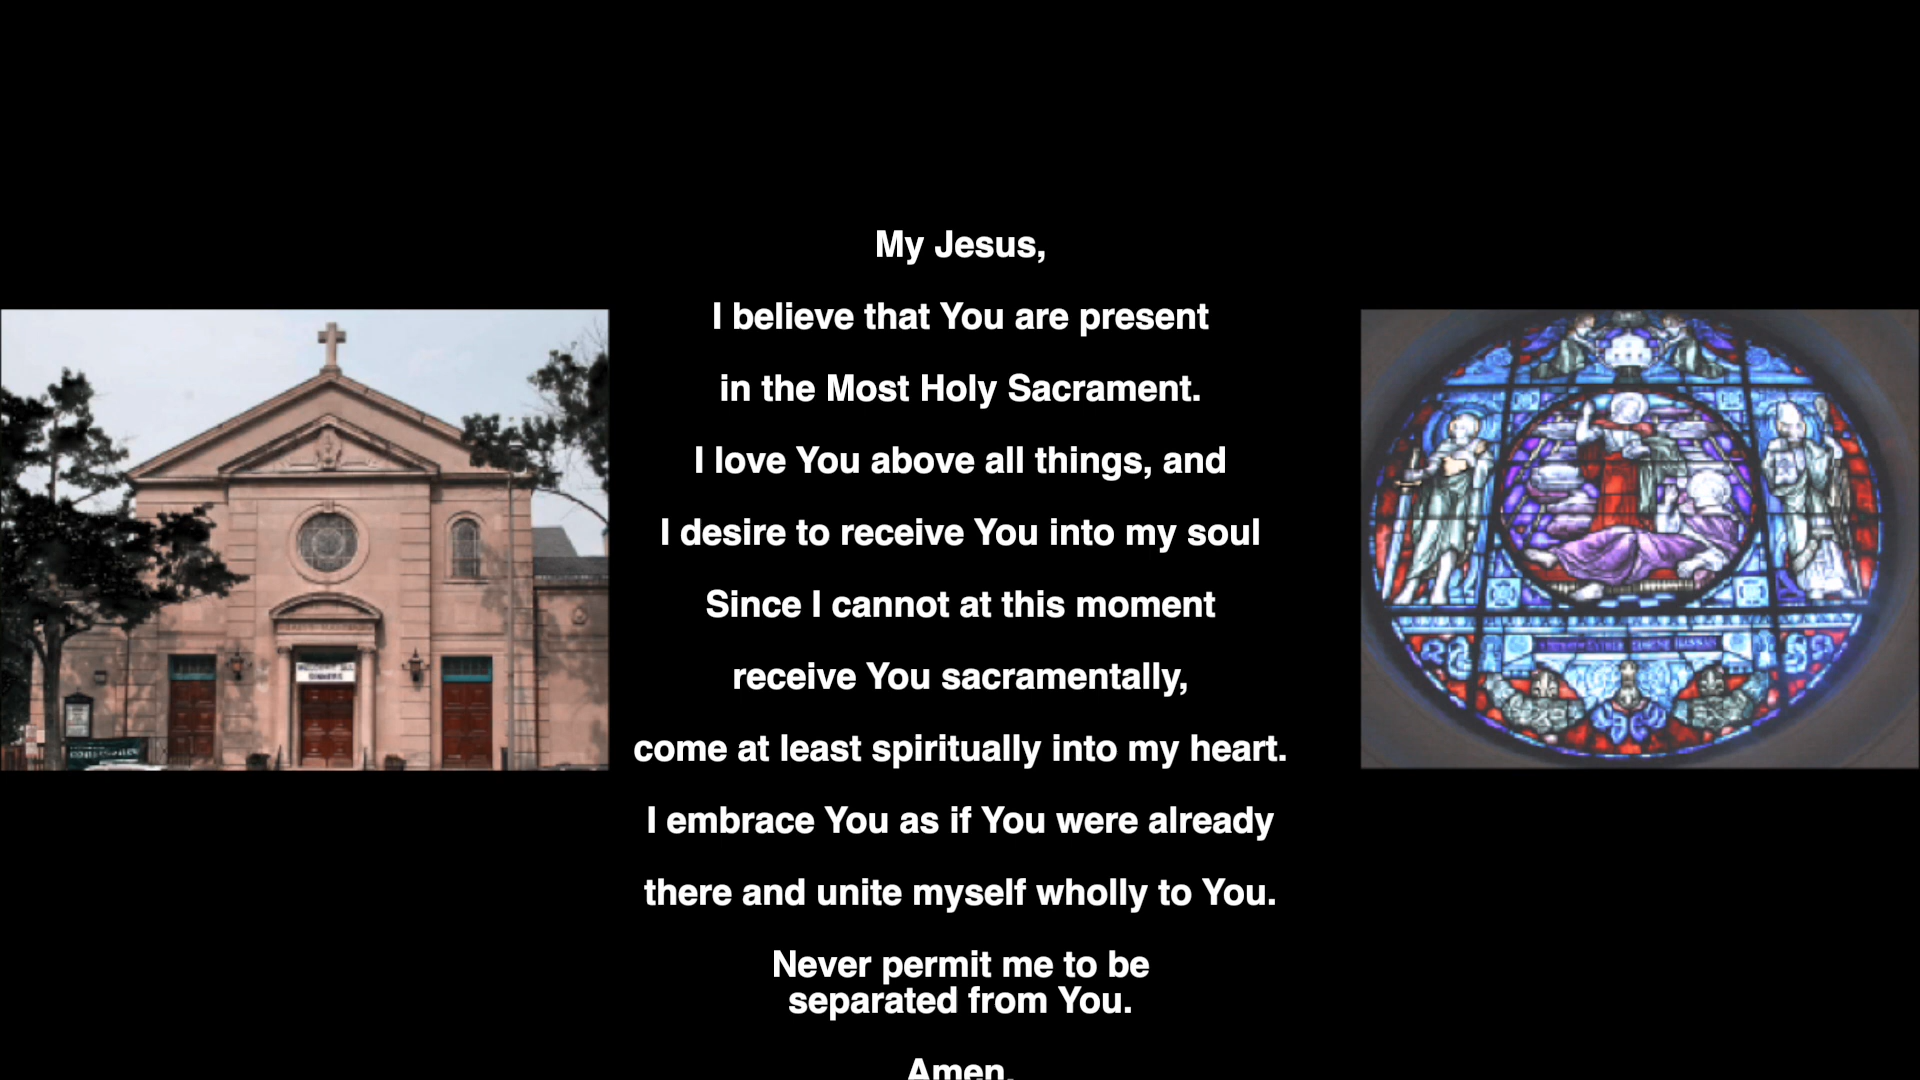 My Jesus,
I believe that You are present
in the Most Holy Sacrament.
I love You above all things, and
I desire to receive You into my soul
Since I cannot at this moment
receive You sacramentally,
come at least spiritually into my heart.
I embrace You as if You were already
there and unite myself wholly to You.
Never permit me to be
separated from You.
Amen.